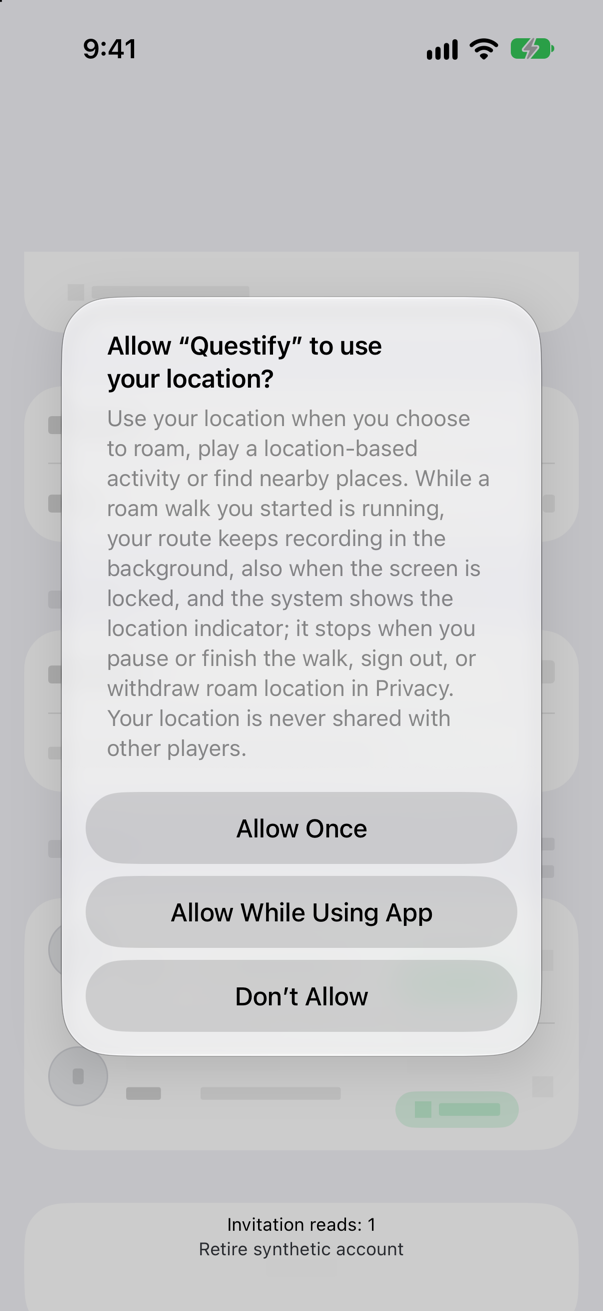 9:41
Allow “Questify” to use
your location?
Use your location when you choose
to roam, play a location-based
activity or find nearby places. While a
roam walk you started is running,
your route keeps recording in the
background, also when the screen is
locked, and the system shows the
location indicator; it stops when you
pause or finish the walk, sign out, or
withdraw roam location in Privacy.
Your location is never shared with
other players.
Allow Once
Allow While Using App
Don’t Allow
Invitation reads: 1
Retire synthetic account